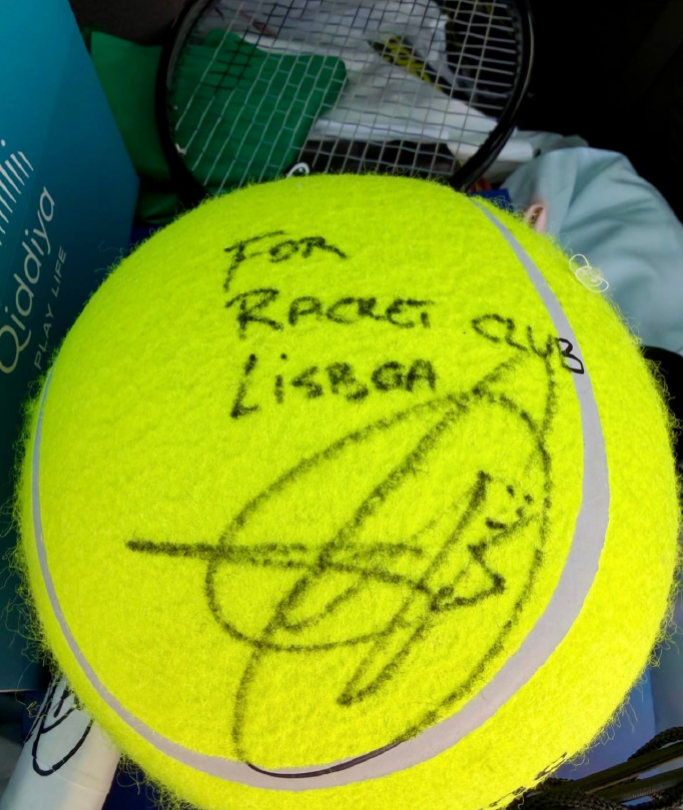 Qiddiya
PLAY LIFE
FOR
RACKET CLUB
LISBOA